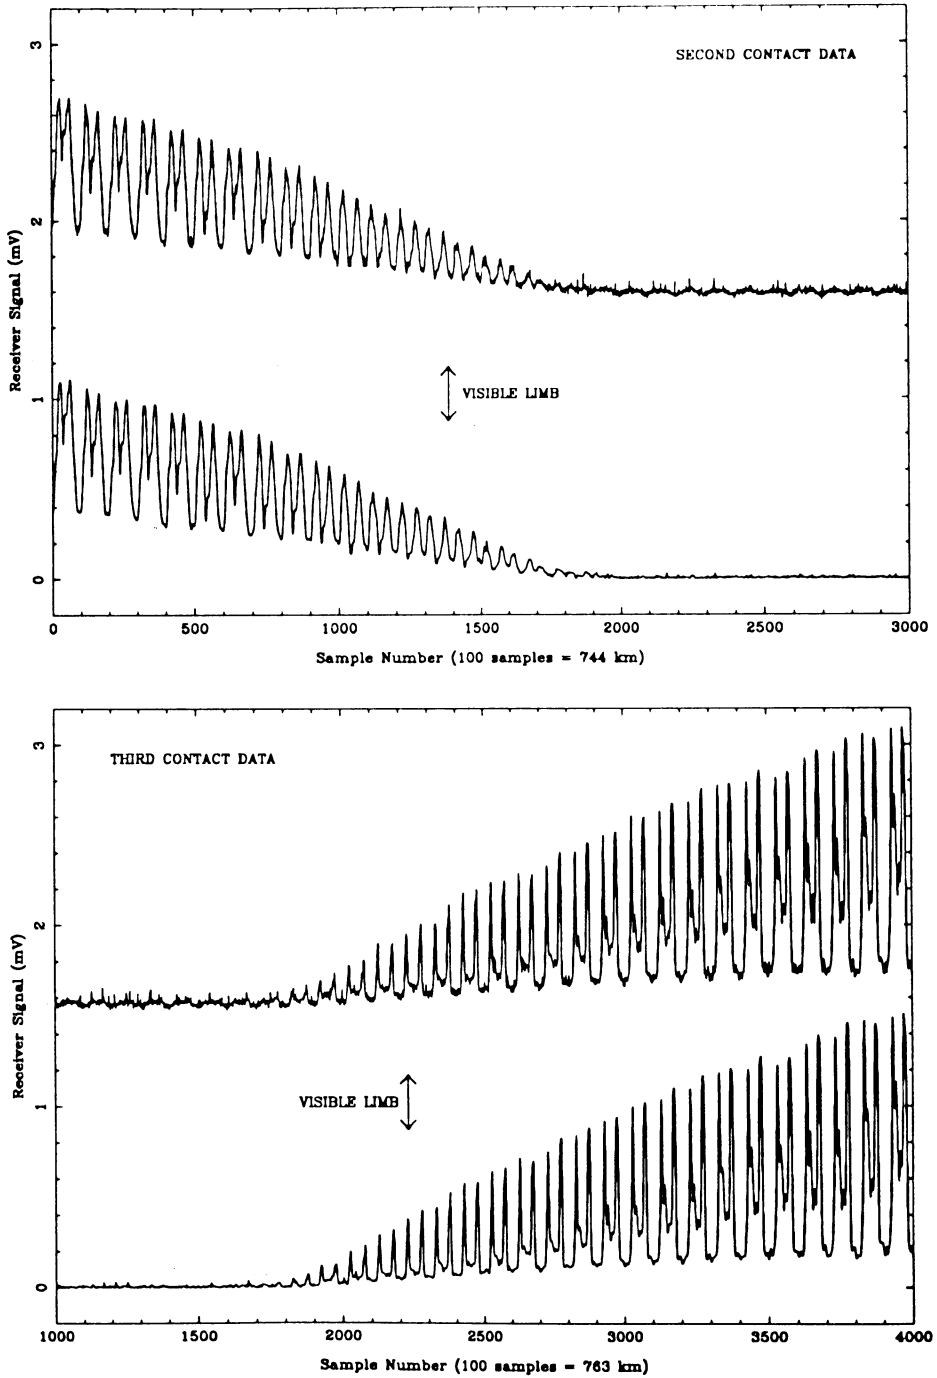 3
SECOND CONTACT DATA
2
Receiver Signal (mV)
1
VISIBLE LIMB
0
0 500 1000 1500 2000 2500 3000
Sample Number (100 samples = 744 km)
3
THIRD CONTACT DATA
2
Receiver Signal (mV)
1
VISIBLE LIMB
0
1000 1500 2000 2500 3000 3500 4000
Sample Number (100 samples = 763 km)